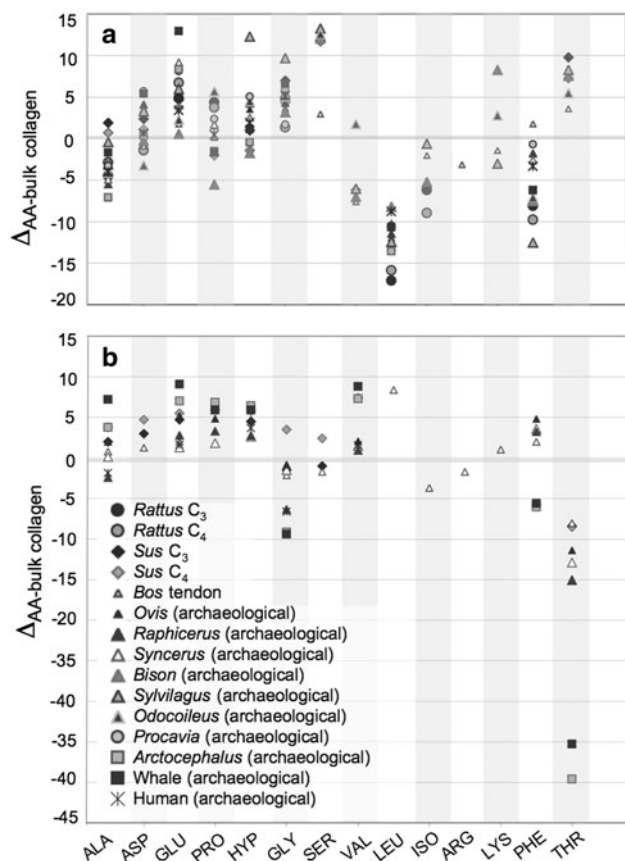 a
15
10
5
0
-5
-10
-15
-20
ΔAA-bulk collagen
b
15
10
5
0
-5
-10
-15
-20
-25
-30
-35
-40
-45
ΔAA-bulk collagen
Rattus C3
Rattus C4
Sus C3
Sus C4
Bos tendon
Ovis (archaeological)
Raphicerus (archaeological)
Syncerus (archaeological)
Bison (archaeological)
Sylvilagus (archaeological)
Odocoileus (archaeological)
Procavia (archaeological)
Arctocephalus (archaeological)
Whale (archaeological)
Human (archaeological)
ALA ASP GLU PRO HYP GLY SER VAL LEU ISO ARG LYS PHE THR